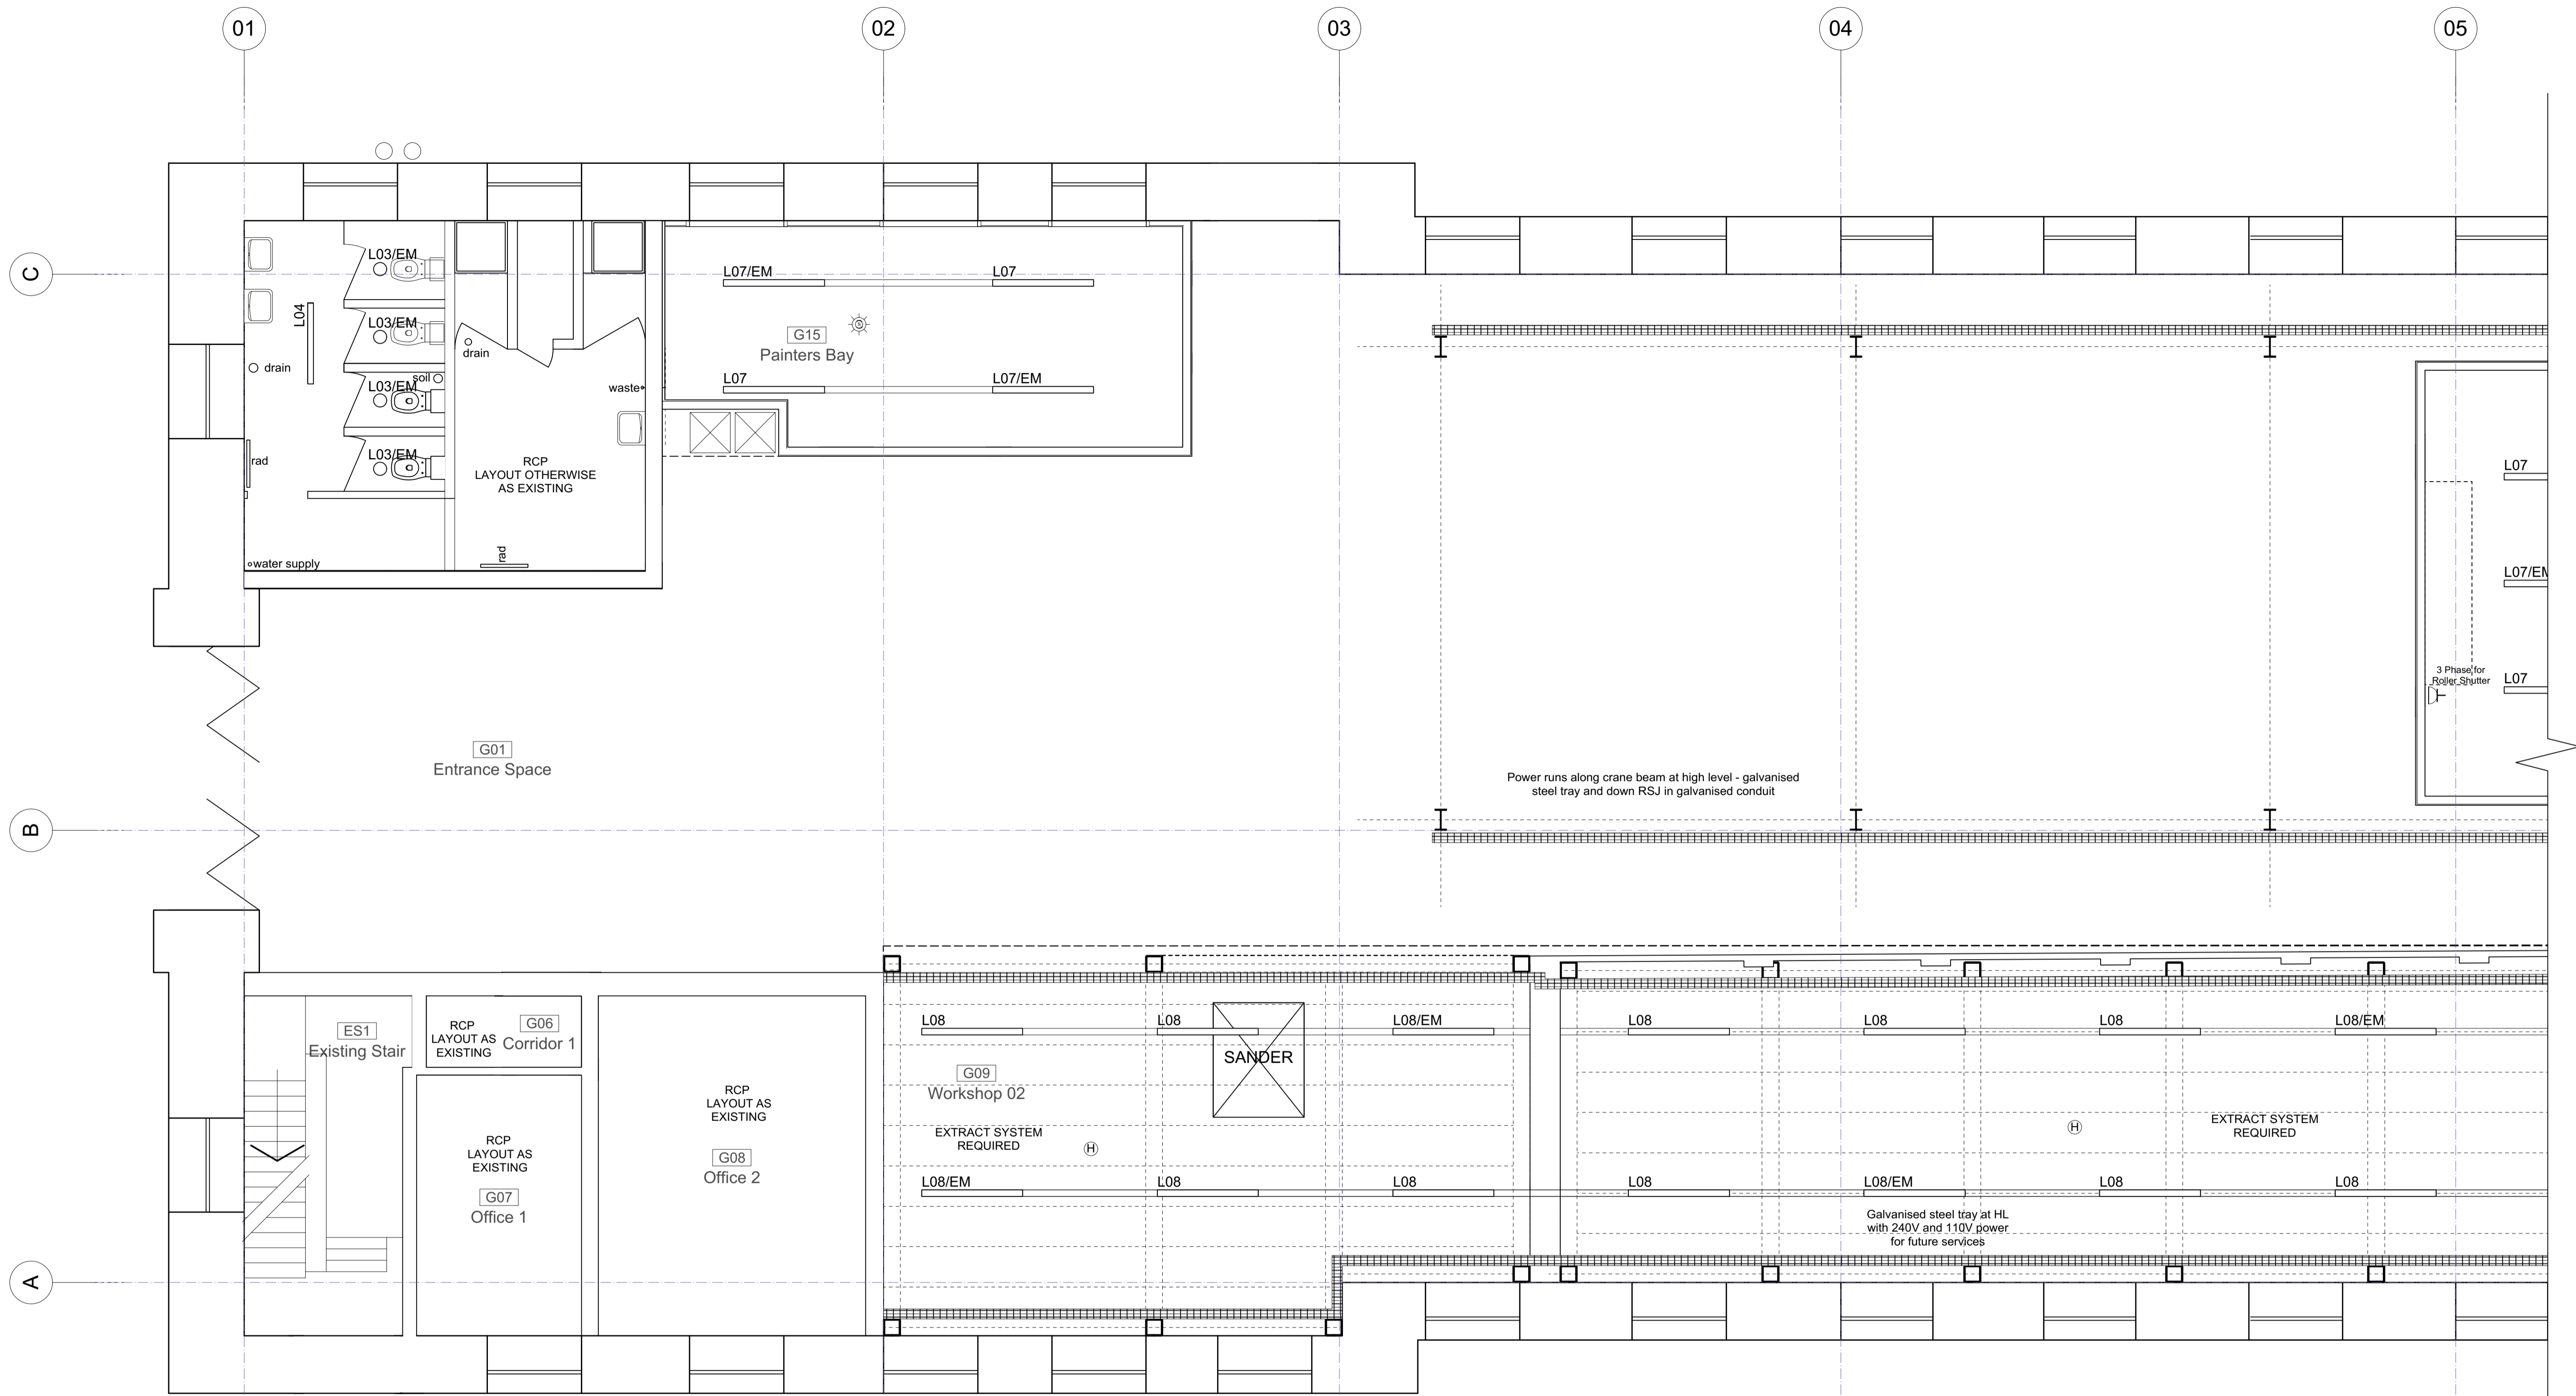 01
02
03
04
05
C
B
A
L03/EM
L03/EM
L03/EM
L03/EM
L04
drain
soil
rad
water supply
drain
waste
RCP
LAYOUT OTHERWISE
AS EXISTING
rad
L07/EM
L07
G15
Painters Bay
L07
L07/EM
L07
L07/EM
3 Phase for
Roller Shutter
L07
G01
Entrance Space
Power runs along crane beam at high level - galvanised
steel tray and down RSJ in galvanised conduit
ES1
Existing Stair
RCP
LAYOUT AS
EXISTING
G06
Corridor 1
RCP
LAYOUT AS
EXISTING
G07
Office 1
RCP
LAYOUT AS
EXISTING
G08
Office 2
L08
L08
L08/EM
SANDER
G09
Workshop 02
EXTRACT SYSTEM
REQUIRED
H
L08/EM
L08
L08
L08
L08
L08
L08/EM
H
EXTRACT SYSTEM
REQUIRED
L08
L08/EM
L08
L08
Galvanised steel tray at HL
with 240V and 110V power
for future services